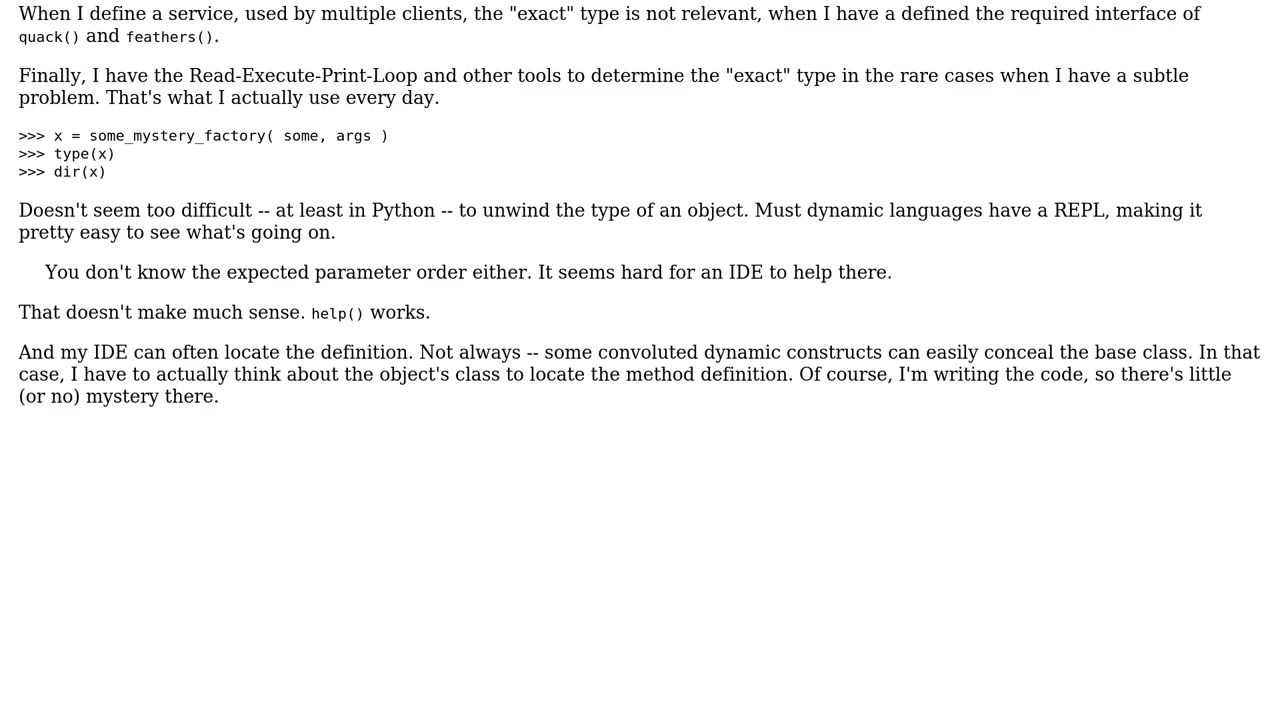 When I define a service, used by multiple clients, the "exact" type is not relevant, when I have a defined the required interface of
quack() and feathers().
Finally, I have the Read-Execute-Print-Loop and other tools to determine the "exact" type in the rare cases when I have a subtle
problem. That's what I actually use every day.
>>> x = some_mystery_factory( some, args )
>>> type(x)
>>> dir(x)
Doesn't seem too difficult -- at least in Python -- to unwind the type of an object. Must dynamic languages have a REPL, making it
pretty easy to see what's going on.
You don't know the expected parameter order either. It seems hard for an IDE to help there.
That doesn't make much sense. help() works.
And my IDE can often locate the definition. Not always -- some convoluted dynamic constructs can easily conceal the base class. In that
case, I have to actually think about the object's class to locate the method definition. Of course, I'm writing the code, so there's little
(or no) mystery there.